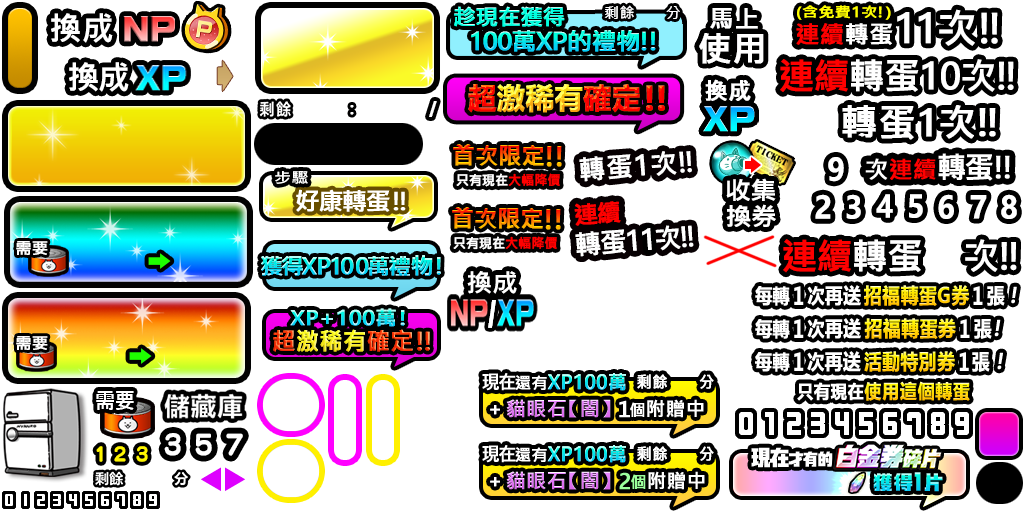 換成NP
P
換成XP
需要
需要
需要
1 2 3
儲藏庫
3 5 7
剩餘 分
0123456789
剩餘 : /
步驟
好康轉蛋!!
獲得XP100萬禮物!
XP+100萬!
超激稀有確定!!
趁現在獲得 剩餘 分
100萬XP的禮物!!
超激稀有確定!!
首次限定!!
只有現在大幅降價
轉蛋1次!!
首次限定!!
只有現在大幅降價
連續
轉蛋11次!!
換成
NP/XP
現在還有XP100萬 剩餘 分
+貓眼石【闇】1個附贈中
現在還有XP100萬 剩餘 分
+貓眼石【闇】2個附贈中
馬上
使用
換成
XP
TICKET
收集
換券
(含免費1次!)
連續轉蛋11次!!
連續轉蛋10次!!
轉蛋1次!!
9 次連續轉蛋!!
2 3 4 5 6 7 8
連續轉蛋 次!!
每轉1次再送招福轉蛋G券1張!
每轉1次再送招福轉蛋券1張!
每轉1次再送活動特別券1張!
只有現在使用這個轉蛋
0123456789
現在才有的白金券碎片
獲得1片